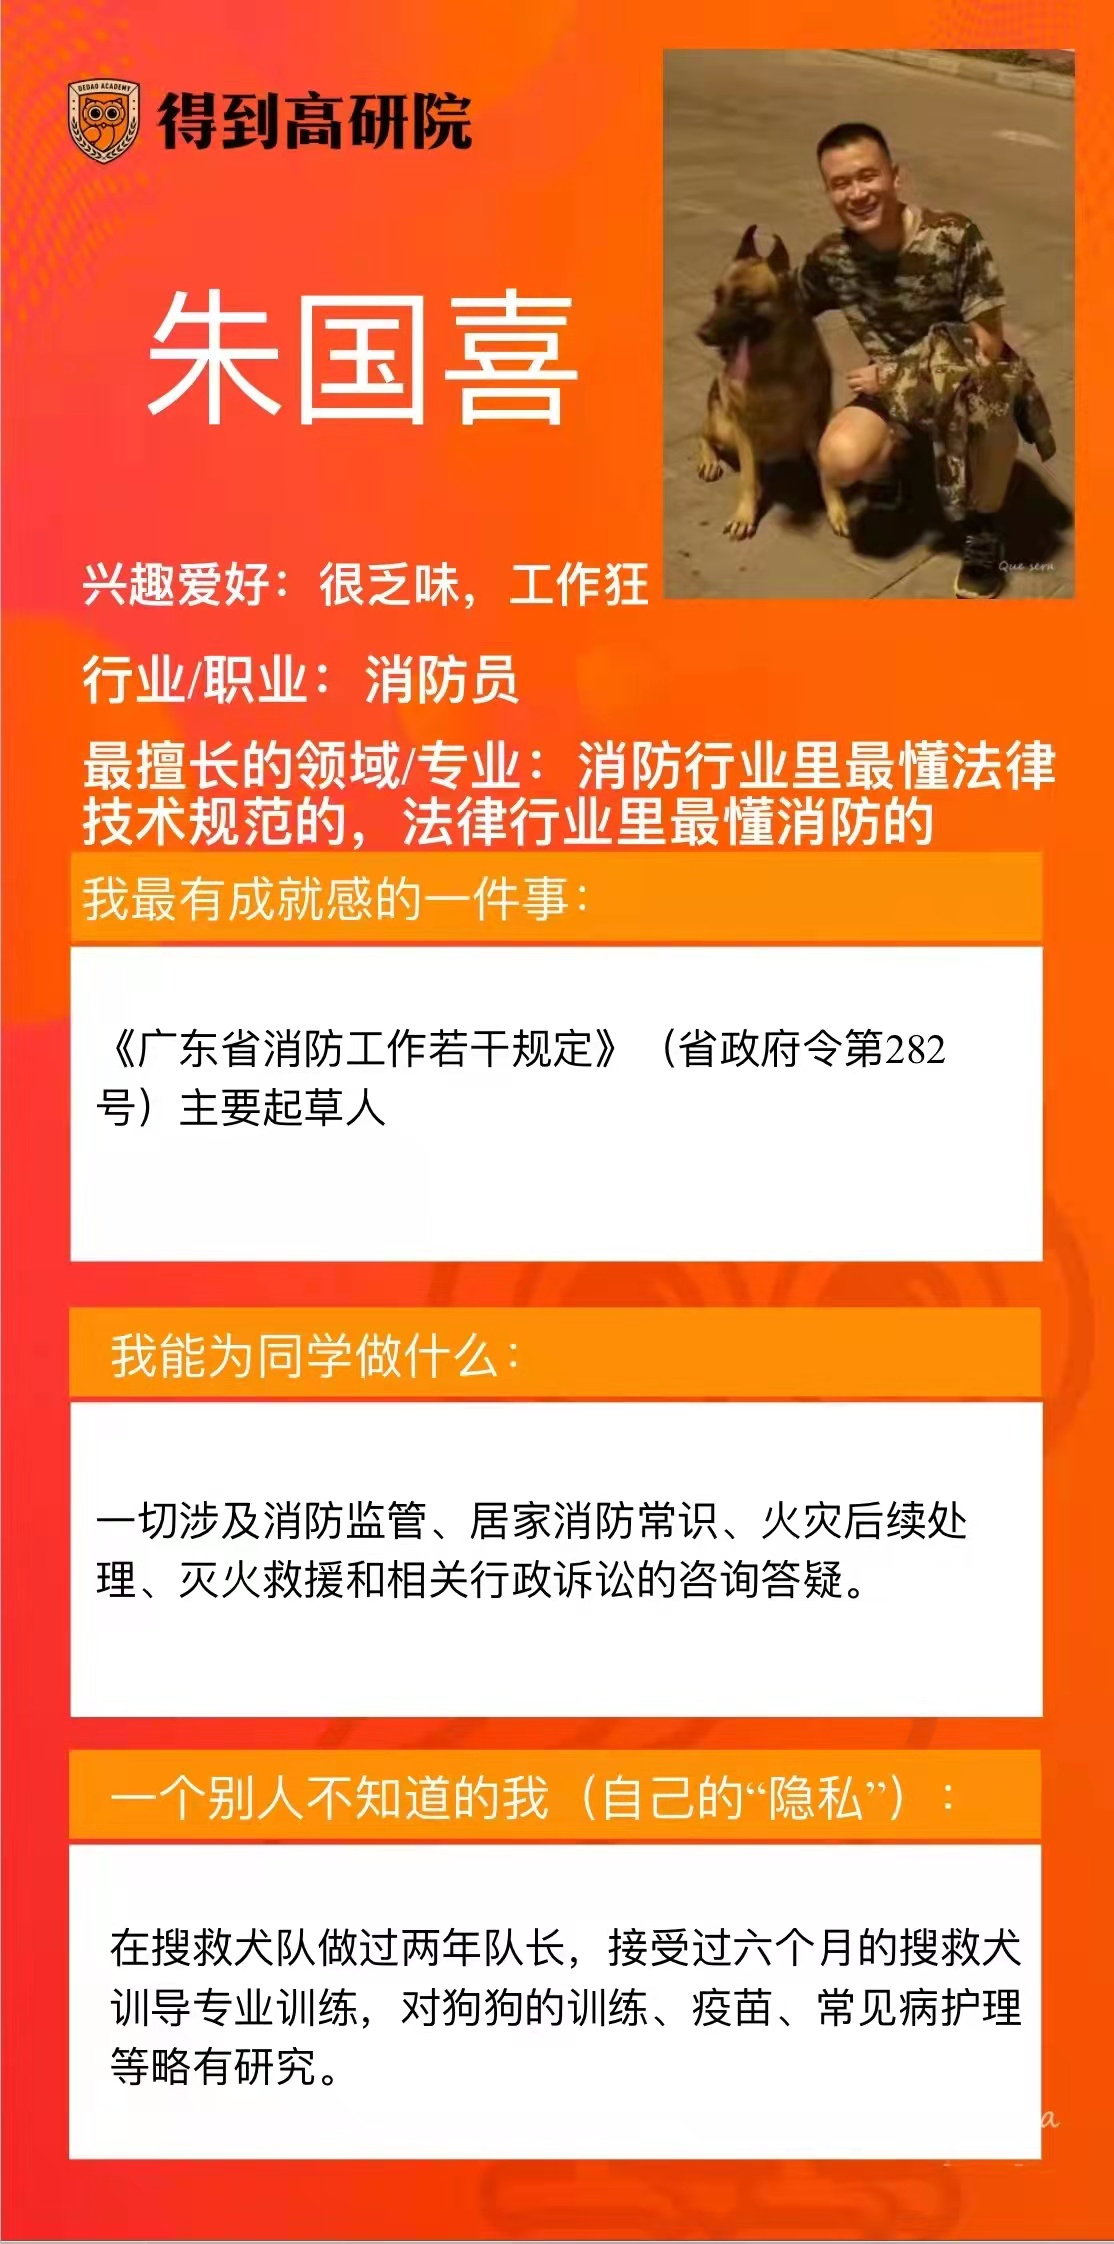 DEDAO ACADEMY
得到高研院
朱国喜
Que sera
兴趣爱好：很乏味，工作狂
行业/职业：消防员
最擅长的领域/专业：消防行业里最懂法律
技术规范的，法律行业里最懂消防的
我最有成就感的一件事：
《广东省消防工作若干规定》（省政府令第282
号）主要起草人
我能为同学做什么：
一切涉及消防监管、居家消防常识、火灾后续处
理、灭火救援和相关行政诉讼的咨询答疑。
一个别人不知道的我（自己的“隐私”）：
在搜救犬队做过两年队长，接受过六个月的搜救犬
训导专业训练，对狗狗的训练、疫苗、常见病护理
等略有研究。
a